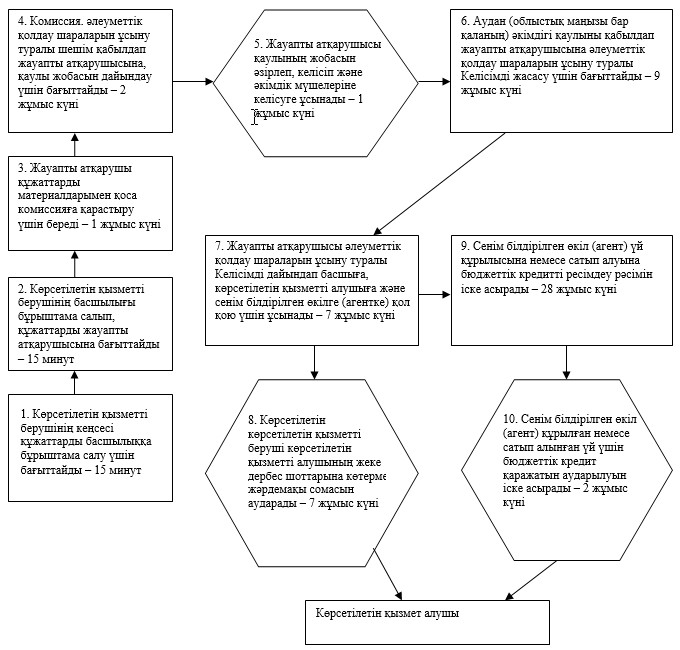 4. Комиссия. әлеуметтік
қолдау шараларын ұсыну
туралы шешім қабылдап
жауапты атқарушысына,
қаулы жобасын дайындау
үшін бағыттайды – 2
жұмыс күні
5. Жауапты атқарушысы
қаулының жобасын
әзірлеп, келісіп және
әкімдік мүшелеріне
келісуге ұсынады – 1
жұмыс күні
6. Аудан (облыстық маңызы бар
қаланың) әкімдігі қаулыны қабылдап
жауапты атқарушысына әлеуметтік
қолдау шараларын ұсыну туралы
Келісімді жасасу үшін бағыттайды – 9
жұмыс күні
3. Жауапты атқарушы
құжаттарды
материалдарымен қоса
комиссияға қарастыру
үшін береді – 1 жұмыс күні
2. Көрсетілетін қызметті
берушінің басшылығы
бұрыштама салып,
құжаттарды жауапты
атқарушысына бағыттайды
– 15 минут
1. Көрсетілетін қызметті
берушінің кеңсесі
құжаттарды басшылыққа
бұрыштама салу үшін
бағыттайды – 15 минут
7. Жауапты атқарушысы әлеуметтік
қолдау шараларын ұсыну туралы
Келісімді дайындап басшыға,
көрсетілетін қызметті алушыға және
сенім білдірілген өкілге (агентке) қол
қою үшін ұсынады – 7 жұмыс күні
9. Сенім білдірілген өкіл (агент) үй
құрылысына немесе сатып алуына
бюджеттік кредитті ресімдеу рәсімін
іске асырады – 28 жұмыс күні
8. Көрсетілетін
көрсетілетін қызметті
беруші көрсетілетін
қызметті алушының жеке
дербес шоттарына көтерме
жәрдемақы сомасын
аударады – 7 жұмыс күні
10. Сенім білдірілген өкіл
(агент) құрылған немесе
сатып алынған үй үшін
бюджеттік кредит
қаражатын аударылуын
іске асырады – 2 жұмыс
күні
Көрсетілетін қызмет алушы